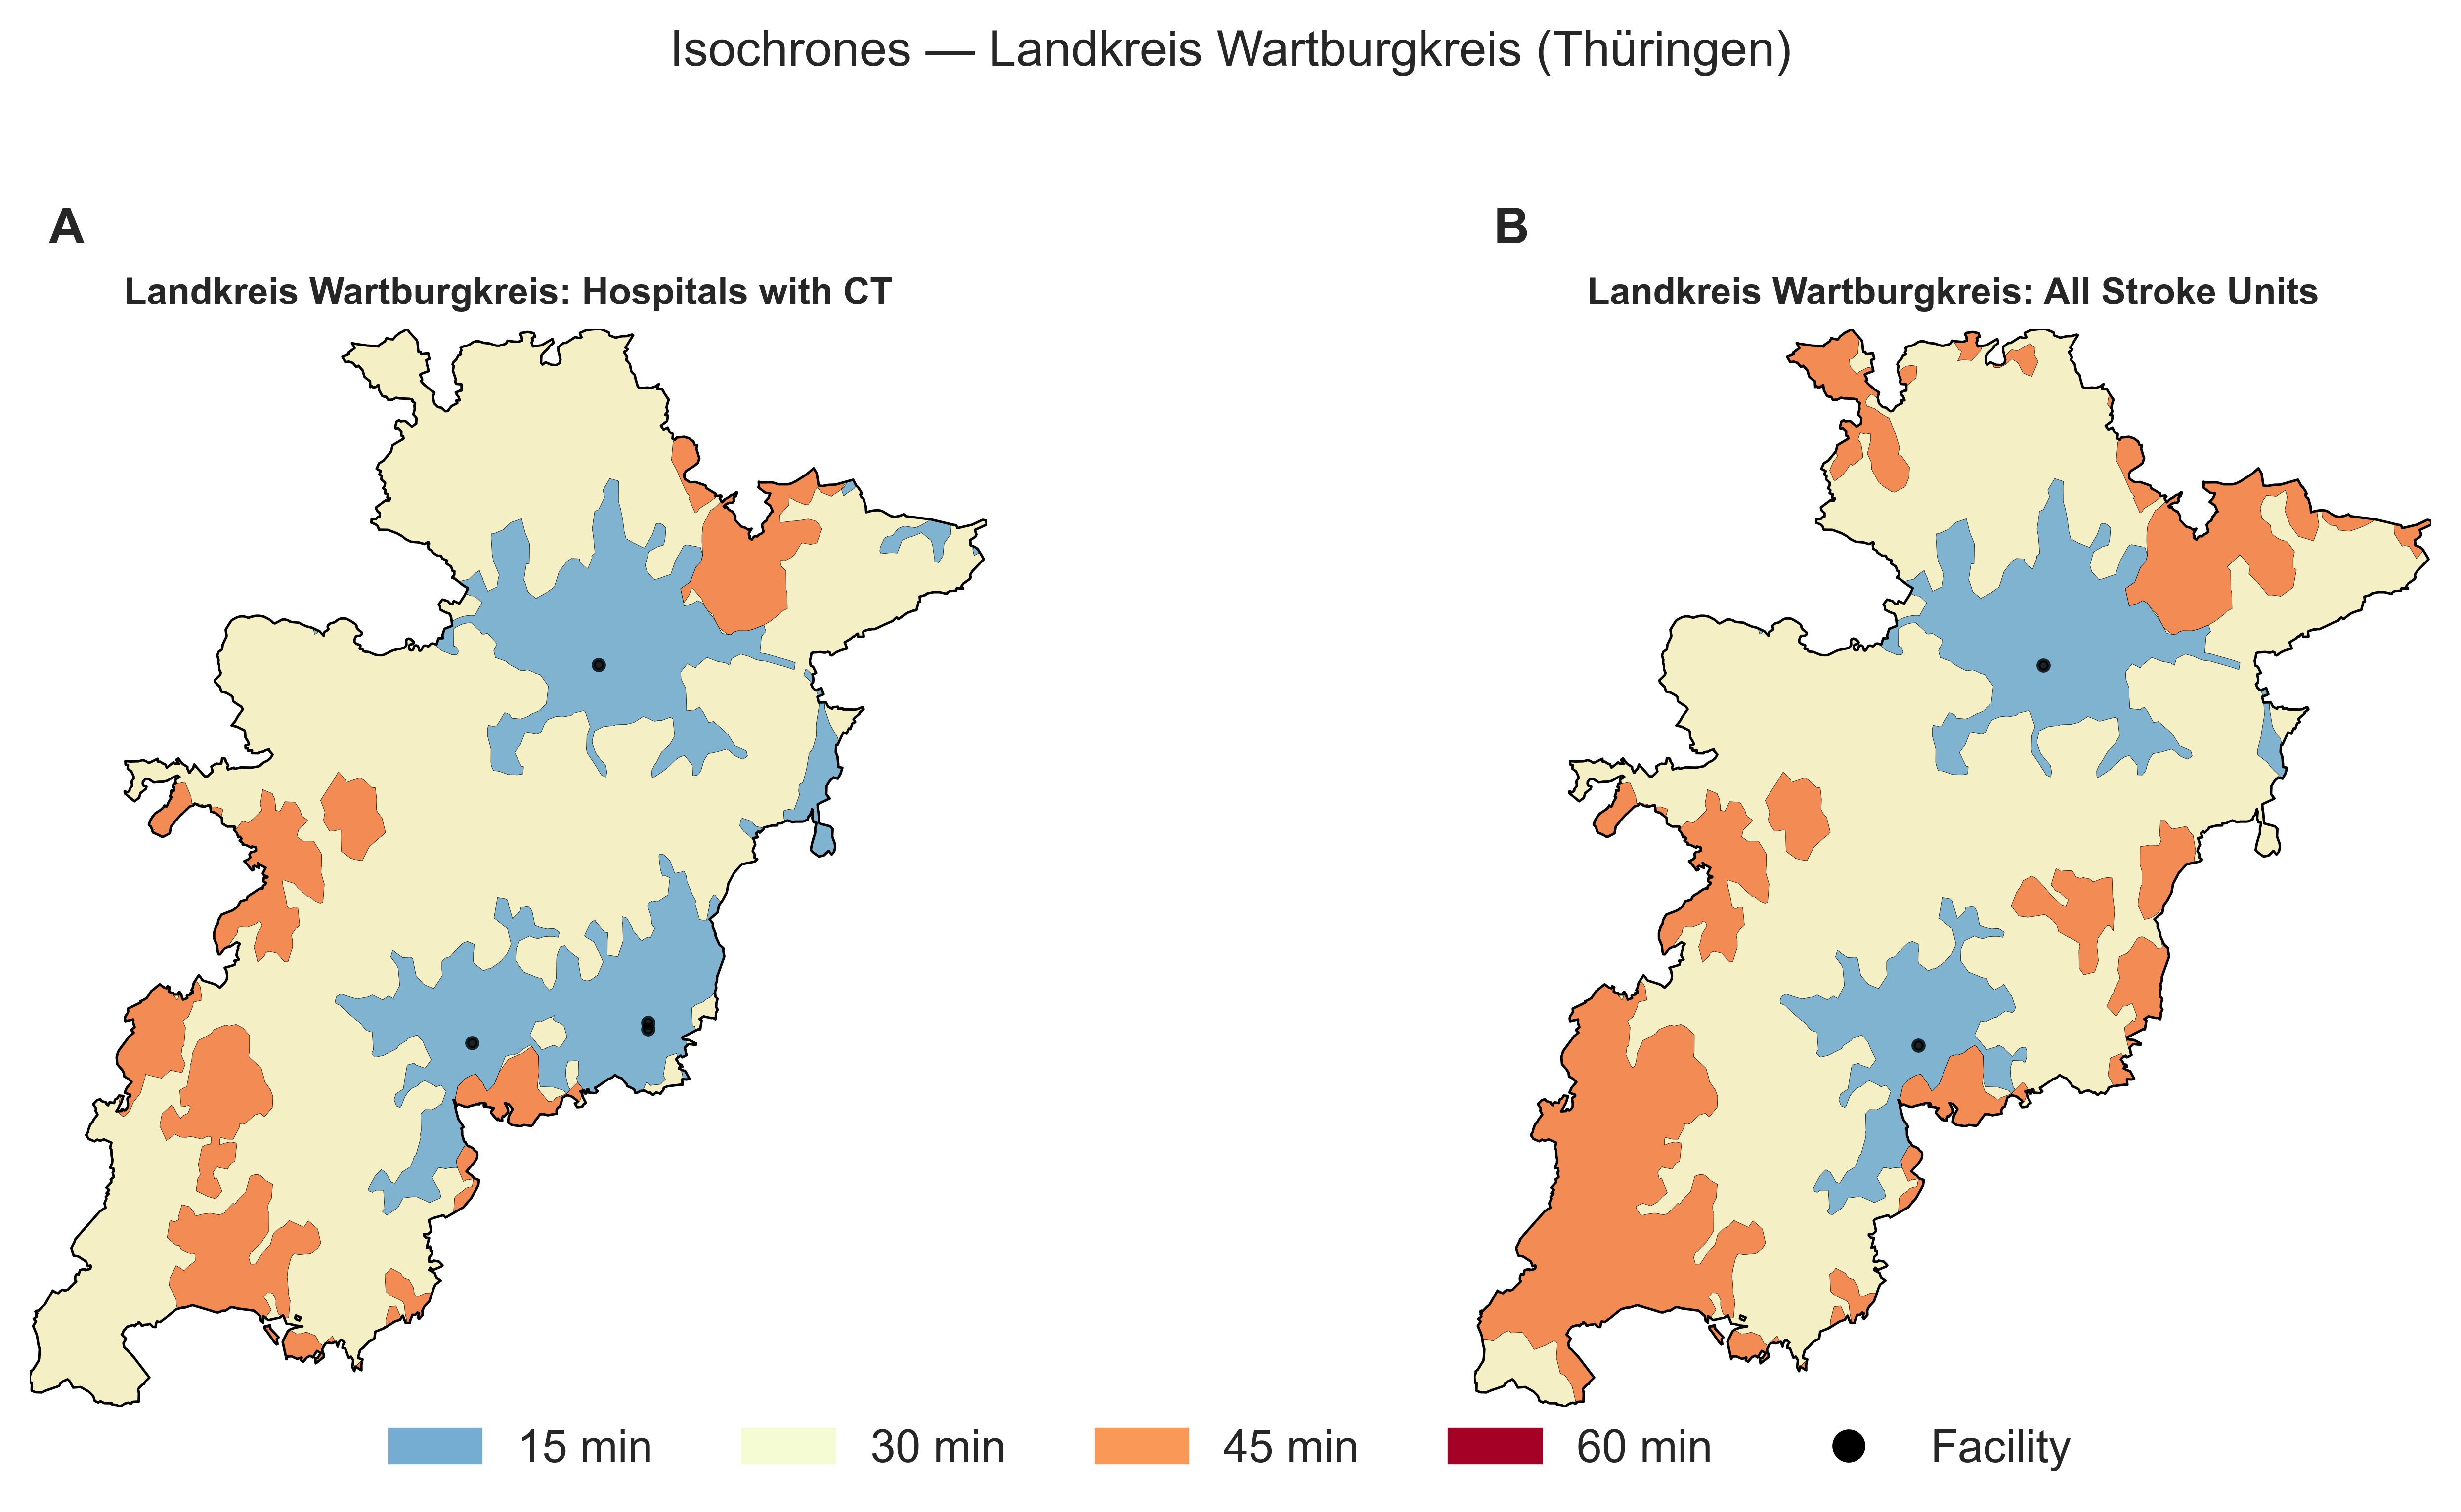 Isochrones — Landkreis Wartburgkreis (Thüringen)
A
B
Landkreis Wartburgkreis: Hospitals with CT
Landkreis Wartburgkreis: All Stroke Units
15 min
30 min
45 min
60 min
Facility